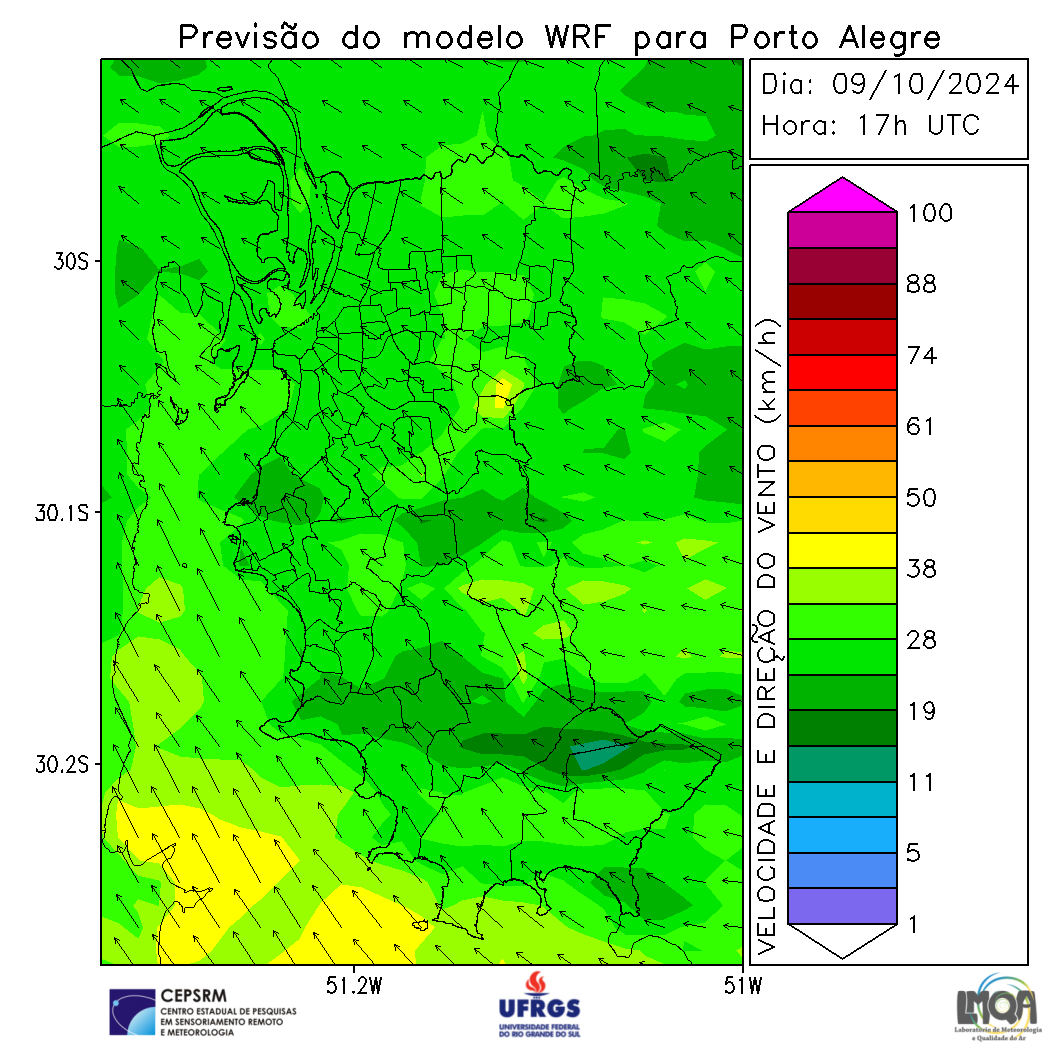 Previsão do modelo WRF para Porto Alegre
Dia: 09/10/2024
Hora: 17h UTC
30S
30.1S
30.2S
51.2W
51W
VELOCIDADE E DIREÇÃO DO VENTO (km/h)
100
88
74
61
50
38
28
19
11
5
1
CEPSRM
CENTRO ESTADUAL DE PESQUISAS
EM SENSORIAMENTO REMOTO
E METEOROLOGIA
UFRGS
UNIVERSIDADE FEDERAL
DO RIO GRANDE DO SUL
LMQA
Laboratório de Meteorologia
e Qualidade do Ar